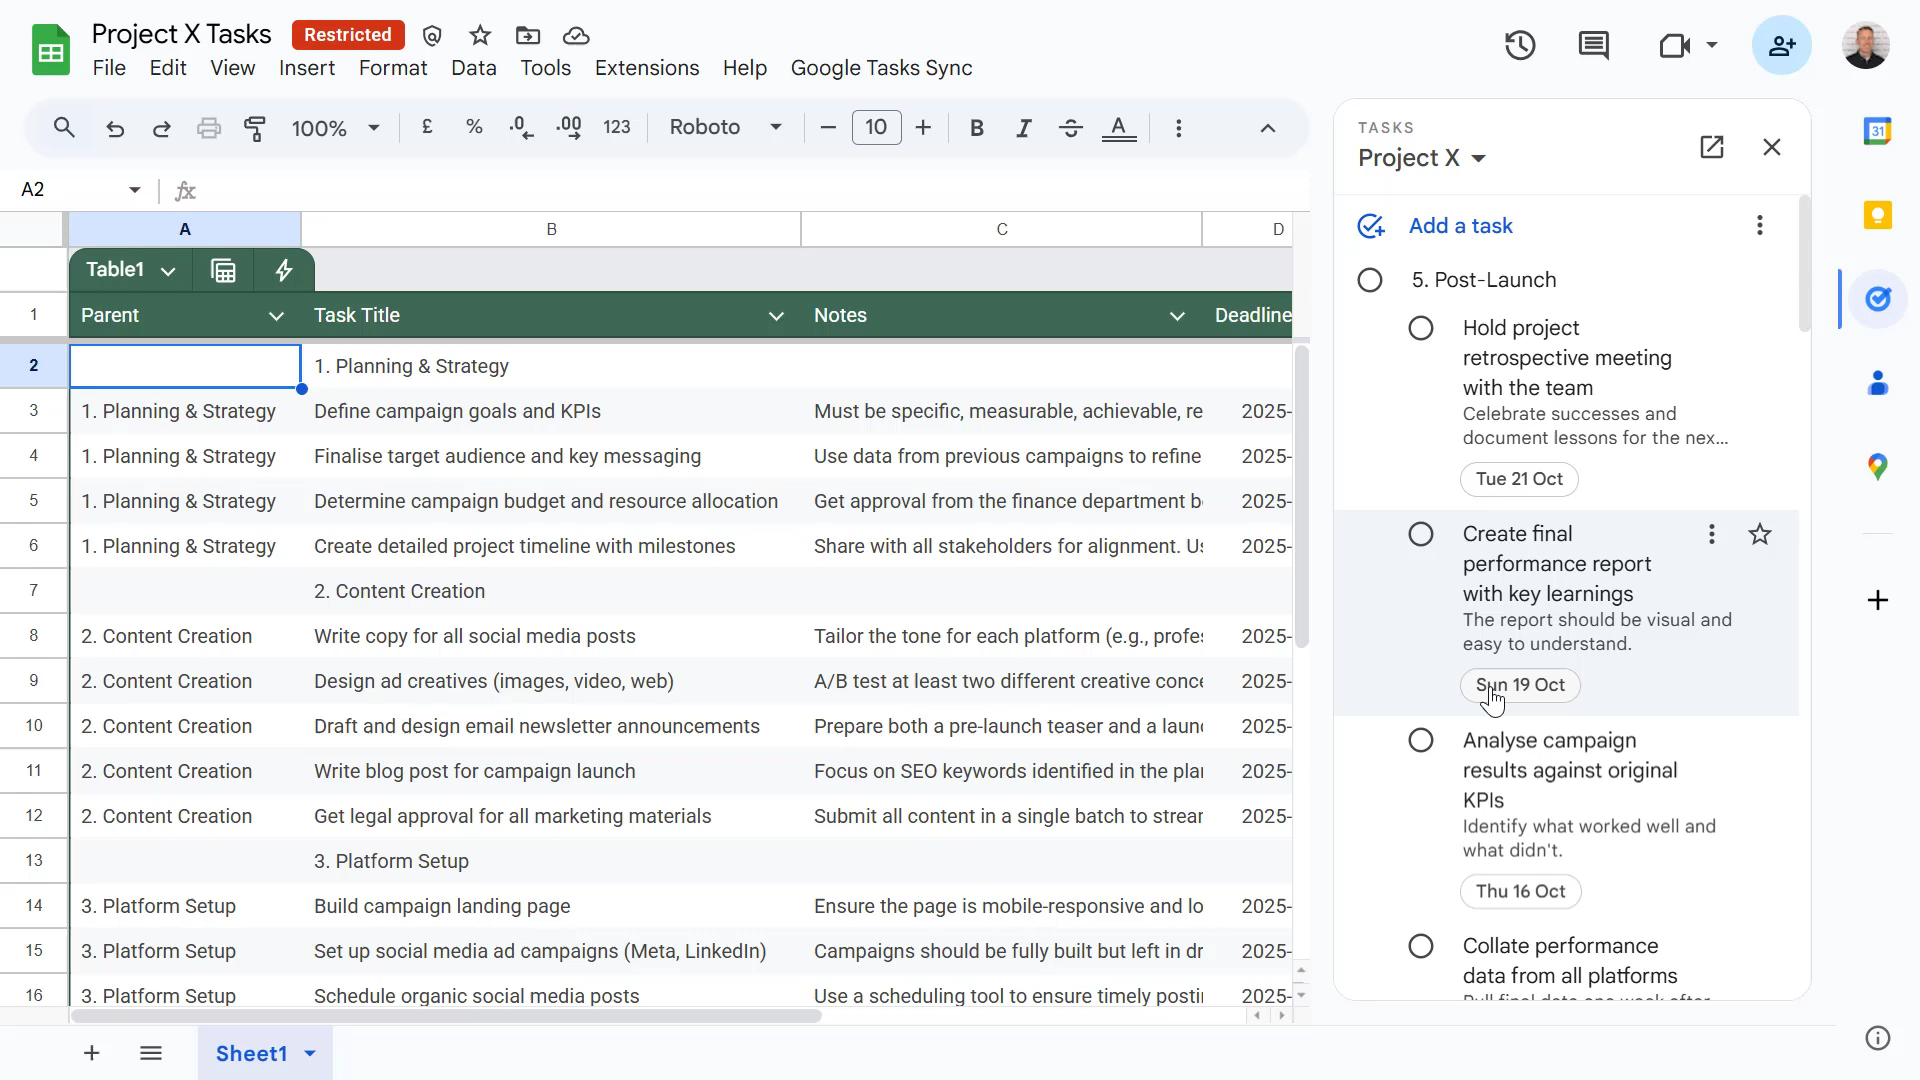 Project X Tasks Restricted
File Edit View Insert Format Data Tools Extensions Help Google Tasks Sync
100% £ % .0 .00 123 Roboto 10 B I S A
A2 fx
A B C D
Table1
1 Parent Task Title Notes Deadline
2 1. Planning & Strategy
3 1. Planning & Strategy Define campaign goals and KPIs Must be specific, measurable, achievable, re 2025-
4 1. Planning & Strategy Finalise target audience and key messaging Use data from previous campaigns to refine 2025-
5 1. Planning & Strategy Determine campaign budget and resource allocation Get approval from the finance department b 2025-
6 1. Planning & Strategy Create detailed project timeline with milestones Share with all stakeholders for alignment. Us 2025-
7 2. Content Creation
8 2. Content Creation Write copy for all social media posts Tailor the tone for each platform (e.g., profes 2025-
9 2. Content Creation Design ad creatives (images, video, web) A/B test at least two different creative conce 2025-
10 2. Content Creation Draft and design email newsletter announcements Prepare both a pre-launch teaser and a laun 2025-
11 2. Content Creation Write blog post for campaign launch Focus on SEO keywords identified in the pla 2025-
12 2. Content Creation Get legal approval for all marketing materials Submit all content in a single batch to strear 2025-
13 3. Platform Setup
14 3. Platform Setup Build campaign landing page Ensure the page is mobile-responsive and lo 2025-
15 3. Platform Setup Set up social media ad campaigns (Meta, LinkedIn) Campaigns should be fully built but left in dr 2025-
16 3. Platform Setup Schedule organic social media posts Use a scheduling tool to ensure timely posti 2025-
Sheet1
TASKS
Project X
Add a task
5. Post-Launch
Hold project
retrospective meeting
with the team
Celebrate successes and
document lessons for the nex...
Tue 21 Oct
Create final
performance report
with key learnings
The report should be visual and
easy to understand.
Sun 19 Oct
Analyse campaign
results against original
KPIs
Identify what worked well and
what didn't.
Thu 16 Oct
Collate performance
data from all platforms
31